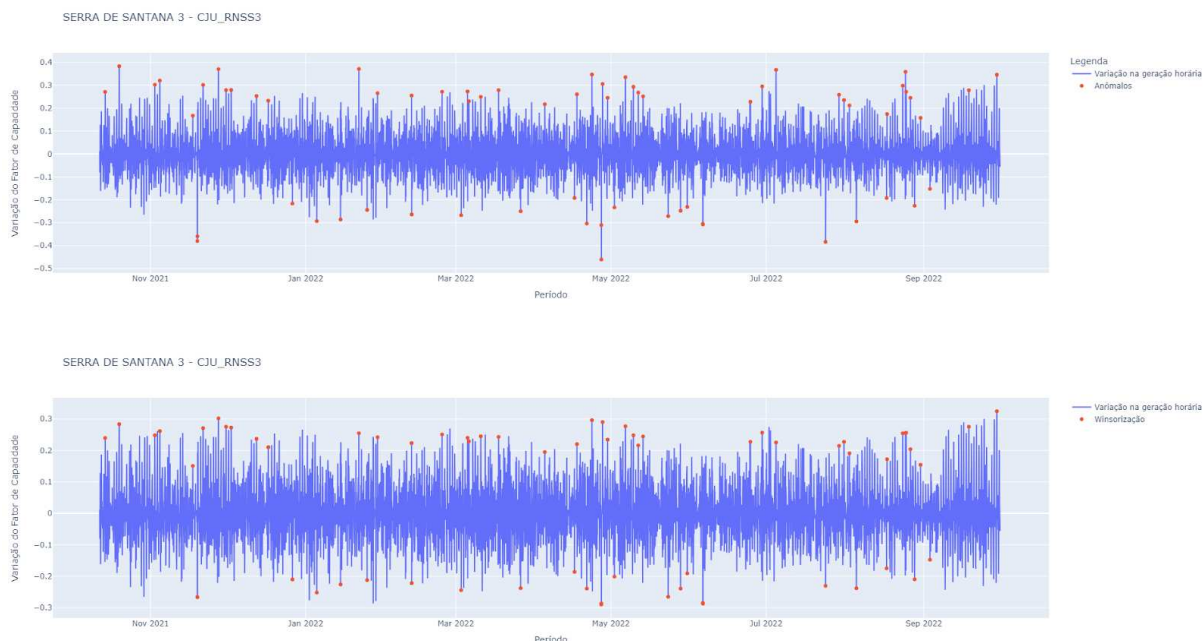 SERRA DE SANTANA 3 - CJU_RNSS3
Variação do Fator de Capacidade
0.4
0.3
0.2
0.1
0
−0.1
−0.2
−0.3
−0.4
−0.5
Nov 2021
Jan 2022
Mar 2022
May 2022
Jul 2022
Sep 2022
Período
Legenda
Variação na geração horária
Anômalos
SERRA DE SANTANA 3 - CJU_RNSS3
Variação do Fator de Capacidade
0.3
0.2
0.1
0
−0.1
−0.2
−0.3
Nov 2021
Jan 2022
Mar 2022
May 2022
Jul 2022
Sep 2022
Período
Variação na geração horária
Winsorização